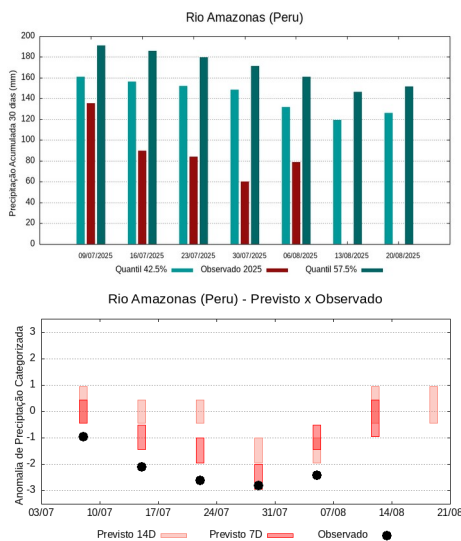 Rio Amazonas (Peru)
Precipitação Acumulada 30 dias (mm)
200
180
160
140
120
100
80
60
40
20
0
09/07/2025 16/07/2025 23/07/2025 30/07/2025 06/08/2025 13/08/2025 20/08/2025
Quantil 42.5% Observado 2025 Quantil 57.5%
Rio Amazonas (Peru) - Previsto x Observado
Anomalia de Precipitação Categorizada
3
2
1
0
-1
-2
-3
03/07 10/07 17/07 24/07 31/07 07/08 14/08 21/08
Previsto 14D Previsto 7D Observado